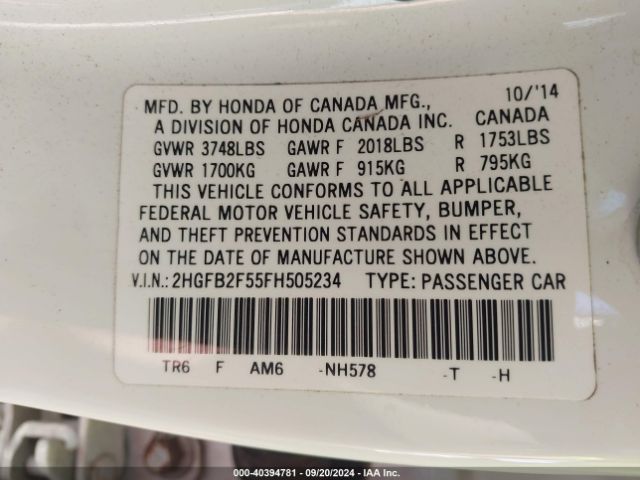 10/'14
MFD. BY HONDA OF CANADA MFG., CANADA
A DIVISION OF HONDA CANADA INC.
GVWR 3748LBS GAWR F 2018LBS R 1753LBS
GVWR 1700KG GAWR F 915KG R 795KG
THIS VEHICLE CONFORMS TO ALL APPLICABLE
FEDERAL MOTOR VEHICLE SAFETY, BUMPER,
AND THEFT PREVENTION STANDARDS IN EFFECT
ON THE DATE OF MANUFACTURE SHOWN ABOVE.
V.I.N.: 2HGFB2F55FH505234 TYPE: PASSENGER CAR
TR6 F AM6 -NH578 -T -H
000-40394781 - 09/20/2024 - IAA Inc.